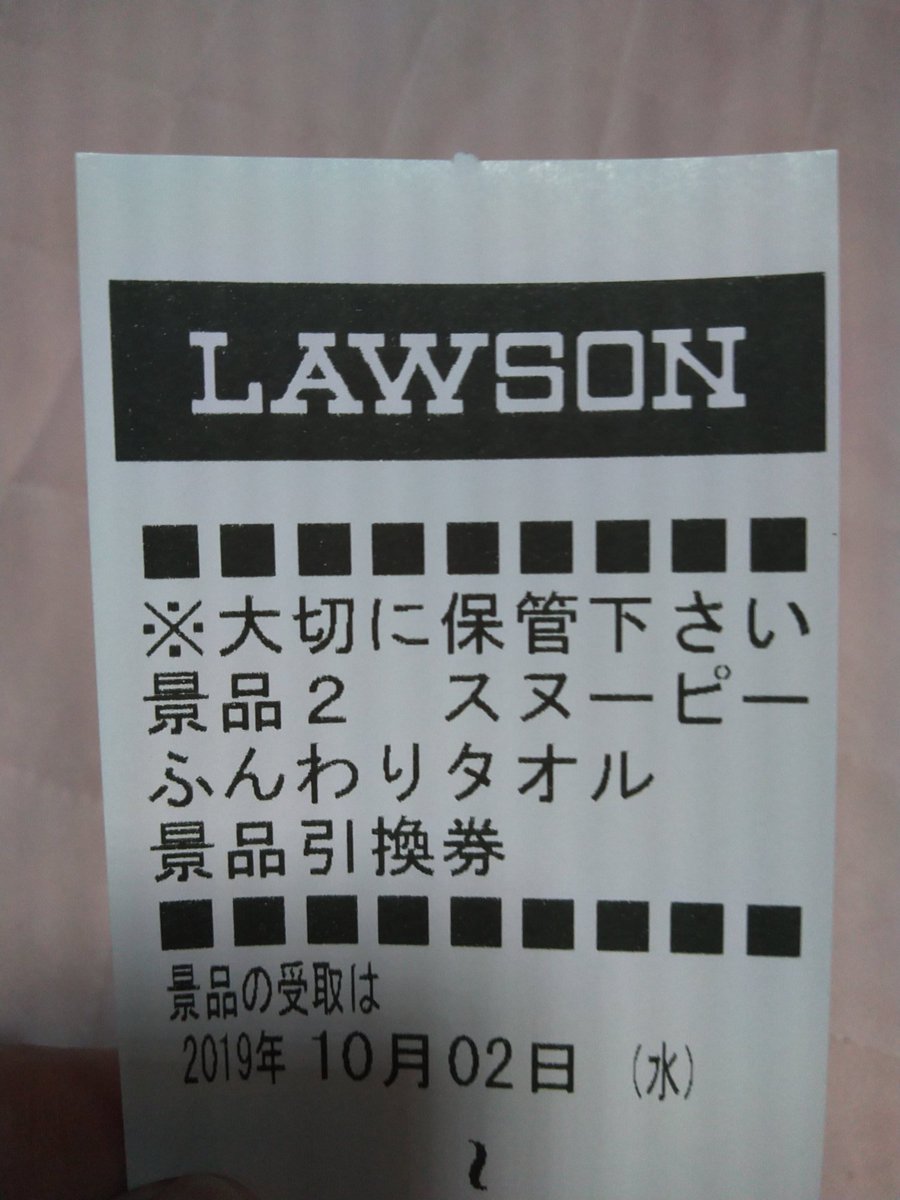 LAWSON
■■■■■■■■■
※大切に保管下さい
景品２　スヌーピー
ふんわりタオル
景品引換券
■■■■■■■■■
景品の受取は
2019年 10月02日 （水）
～